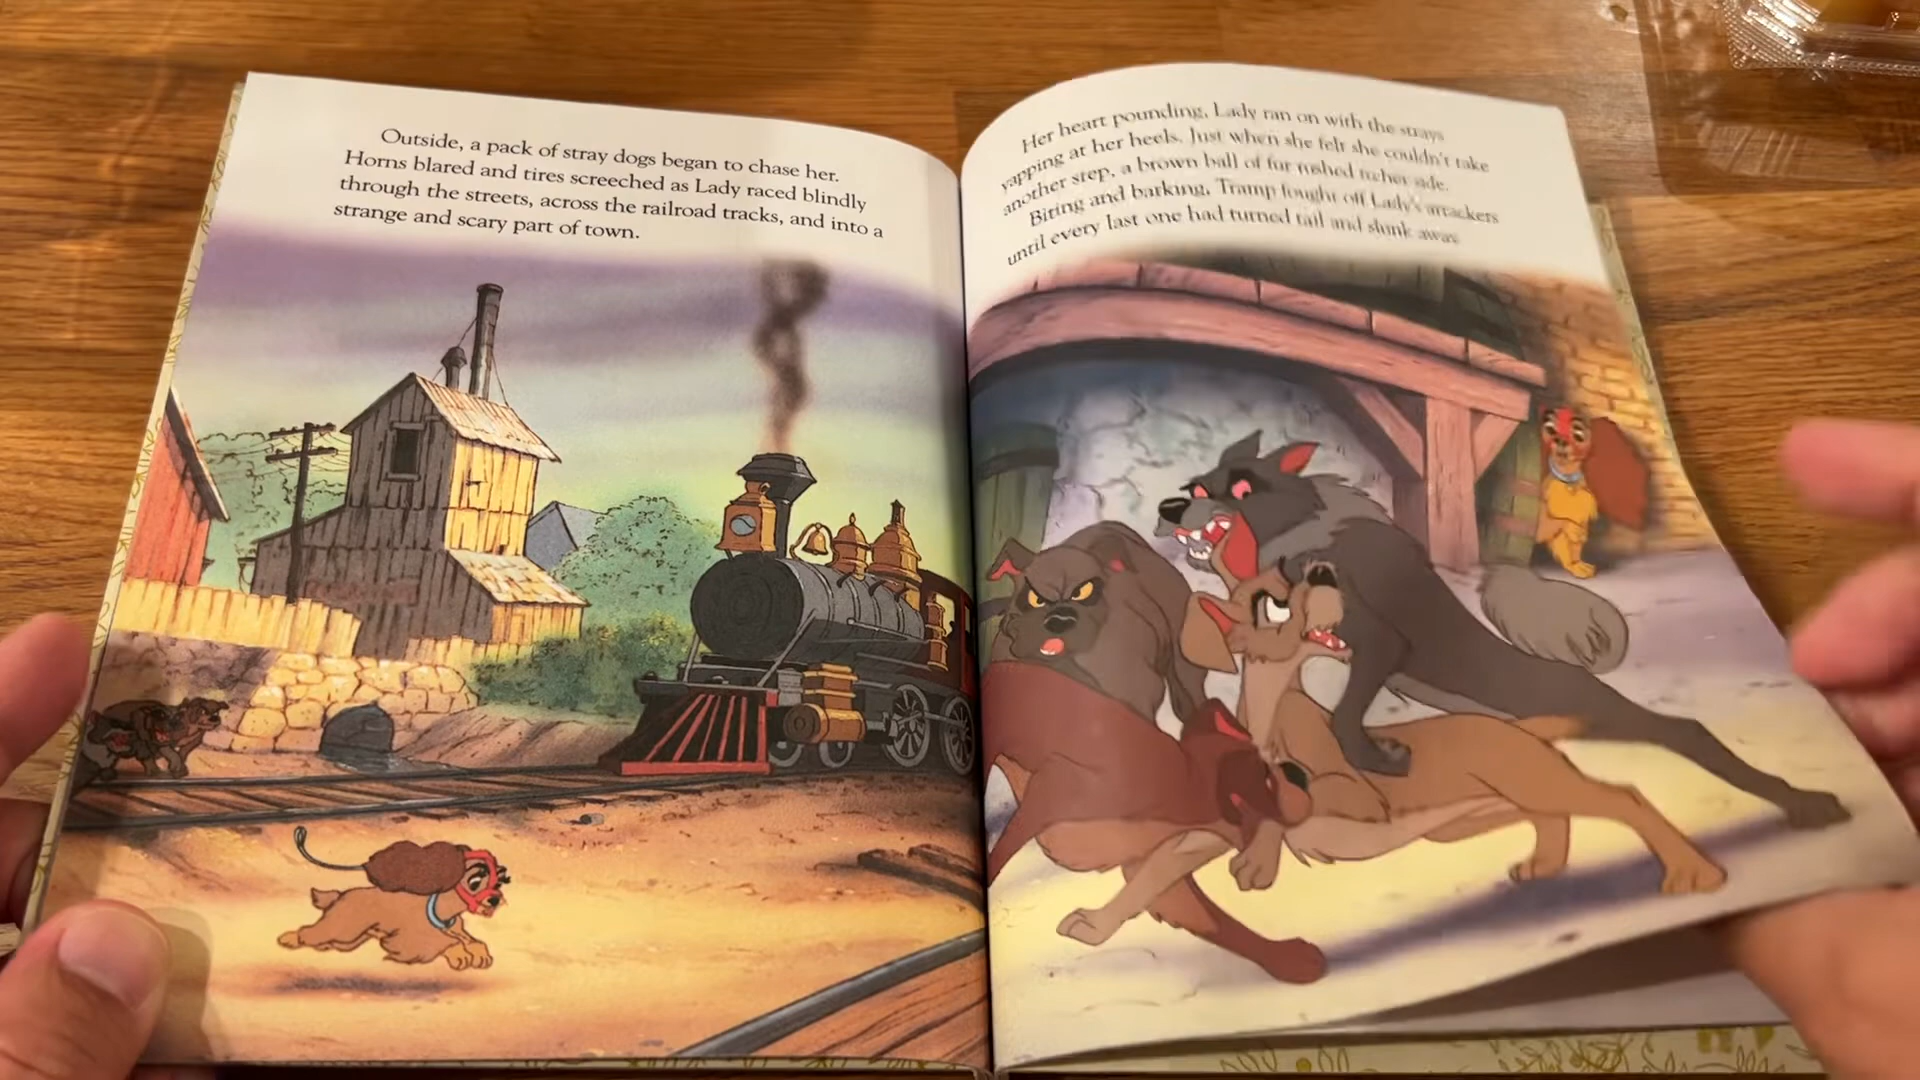 Outside, a pack of stray dogs began to chase her.
Horns blared and tires screeched as Lady raced blindly
through the streets, across the railroad tracks, and into a
strange and scary part of town.
Her heart pounding, Lady ran on with the strays
yapping at her heels. Just when she felt she couldn't take
another step, a brown ball of fur rushed to her side.
Biting and barking, Tramp fought off Lady's attackers
until every last one had turned tail and slunk away.